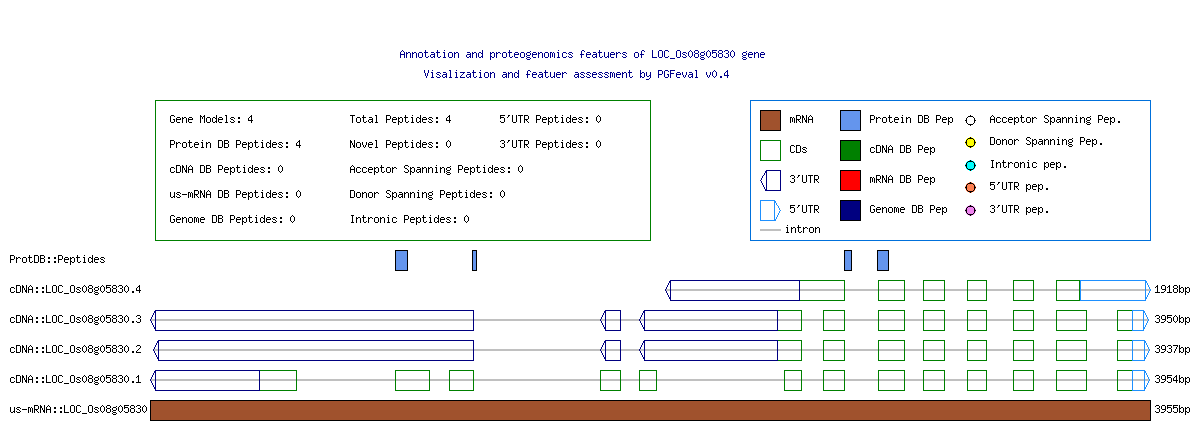 Annotation and proteogenomics featuers of LOC_Os08g05830 gene
Visalization and featuer assessment by PGFeval v0.4
Gene Models: 4 Total Peptides: 4 5'UTR Peptides: 0
Protein DB Peptides: 4 Novel Peptides: 0 3'UTR Peptides: 0
cDNA DB Peptides: 0 Acceptor Spanning Peptides: 0
us-mRNA DB Peptides: 0 Donor Spanning Peptides: 0
Genome DB Peptides: 0 Intronic Peptides: 0
mRNA Protein DB Pep Acceptor Spanning Pep.
CDs cDNA DB Pep Donor Spanning Pep.
3'UTR mRNA DB Pep Intronic pep.
5'UTR Genome DB Pep 5'UTR pep.
intron 3'UTR pep.
ProtDB::Peptides
cDNA::LOC_Os08g05830.4 1918bp
cDNA::LOC_Os08g05830.3 3950bp
cDNA::LOC_Os08g05830.2 3937bp
cDNA::LOC_Os08g05830.1 3954bp
us-mRNA::LOC_Os08g05830 3955bp